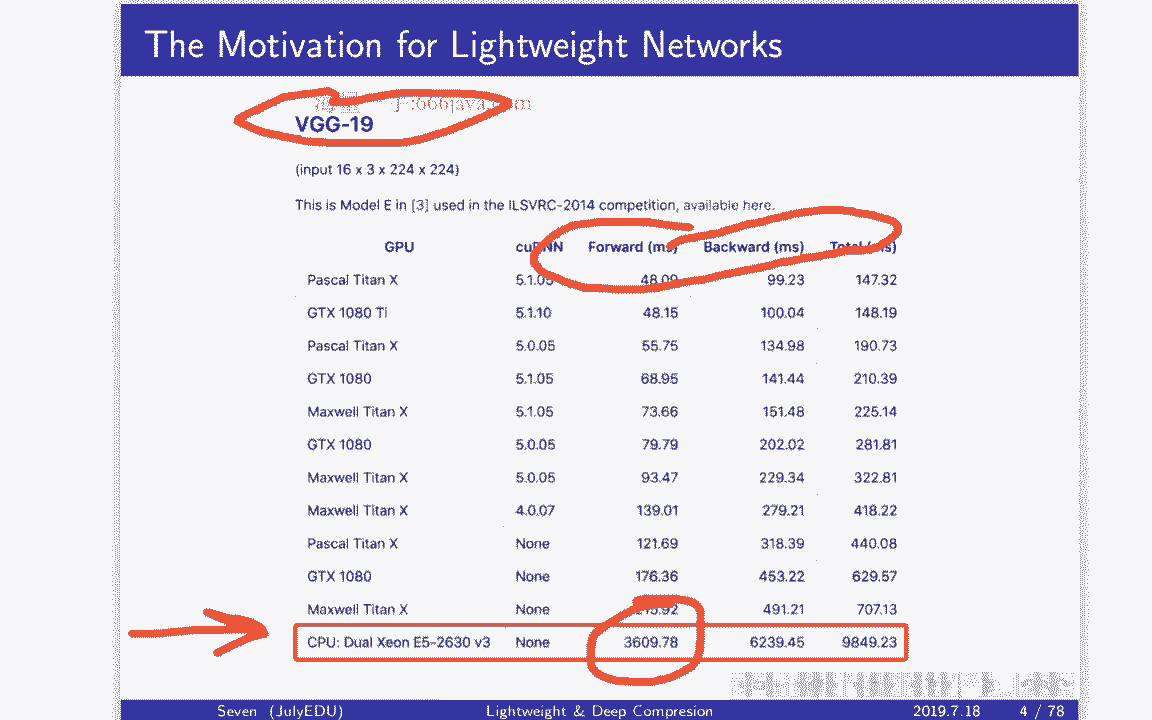 The Motivation for Lightweight Networks
:666java.com
VGG-19
(input 16 x 3 x 224 x 224)
This is Model E in [3] used in the ILSVRC-2014 competition, available here.
GPU cuDNN Forward (ms) Backward (ms) Total (ms)
Pascal Titan X 5.1.05 48.09 99.23 147.32
GTX 1080 Ti 5.1.10 48.15 100.04 148.19
Pascal Titan X 5.0.05 55.75 134.98 190.73
GTX 1080 5.1.05 68.95 141.44 210.39
Maxwell Titan X 5.1.05 73.66 151.48 225.14
GTX 1080 5.0.05 79.79 202.02 281.81
Maxwell Titan X 5.0.05 93.47 229.34 322.81
Maxwell Titan X 4.0.07 139.01 279.21 418.22
Pascal Titan X None 121.69 318.39 440.08
GTX 1080 None 176.36 453.22 629.57
Maxwell Titan X None 215.92 491.21 707.13
CPU: Dual Xeon E5-2630 v3 None 3609.78 6239.45 9849.23
Seven (JulyEDU) Lightweight & Deep Compresion 2019.7.18 4 / 78